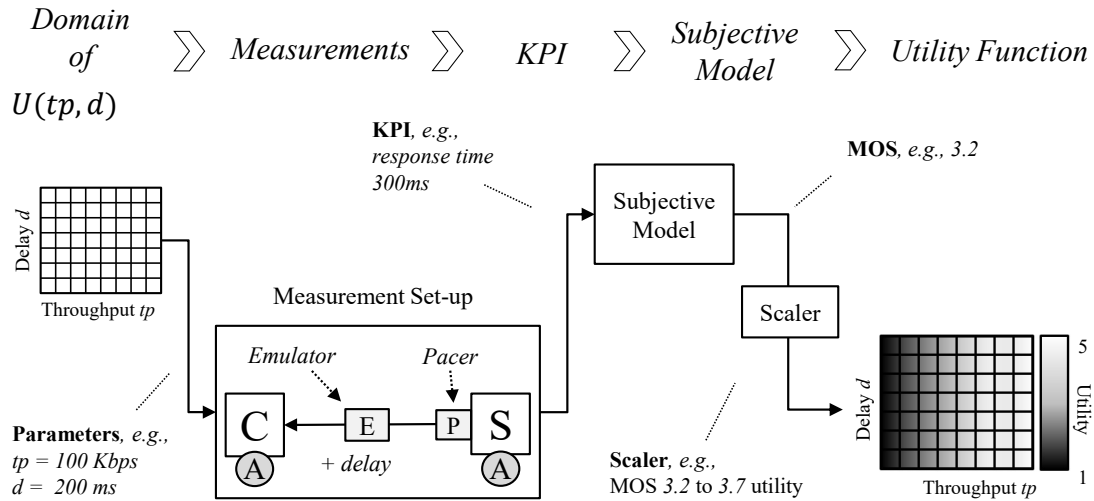 Domain
of
U(tp, d)
Measurements
KPI
Subjective
Model
Utility Function
KPI, e.g.,
response time
300ms
MOS, e.g., 3.2
Delay d
Throughput tp
Subjective
Model
Measurement Set-up
Scaler
Emulator
Pacer
C
E
P
S
A
A
+ delay
Parameters, e.g.,
tp = 100 Kbps
d = 200 ms
Scaler, e.g.,
MOS 3.2 to 3.7 utility
Delay d
Throughput tp
5
Utility
1